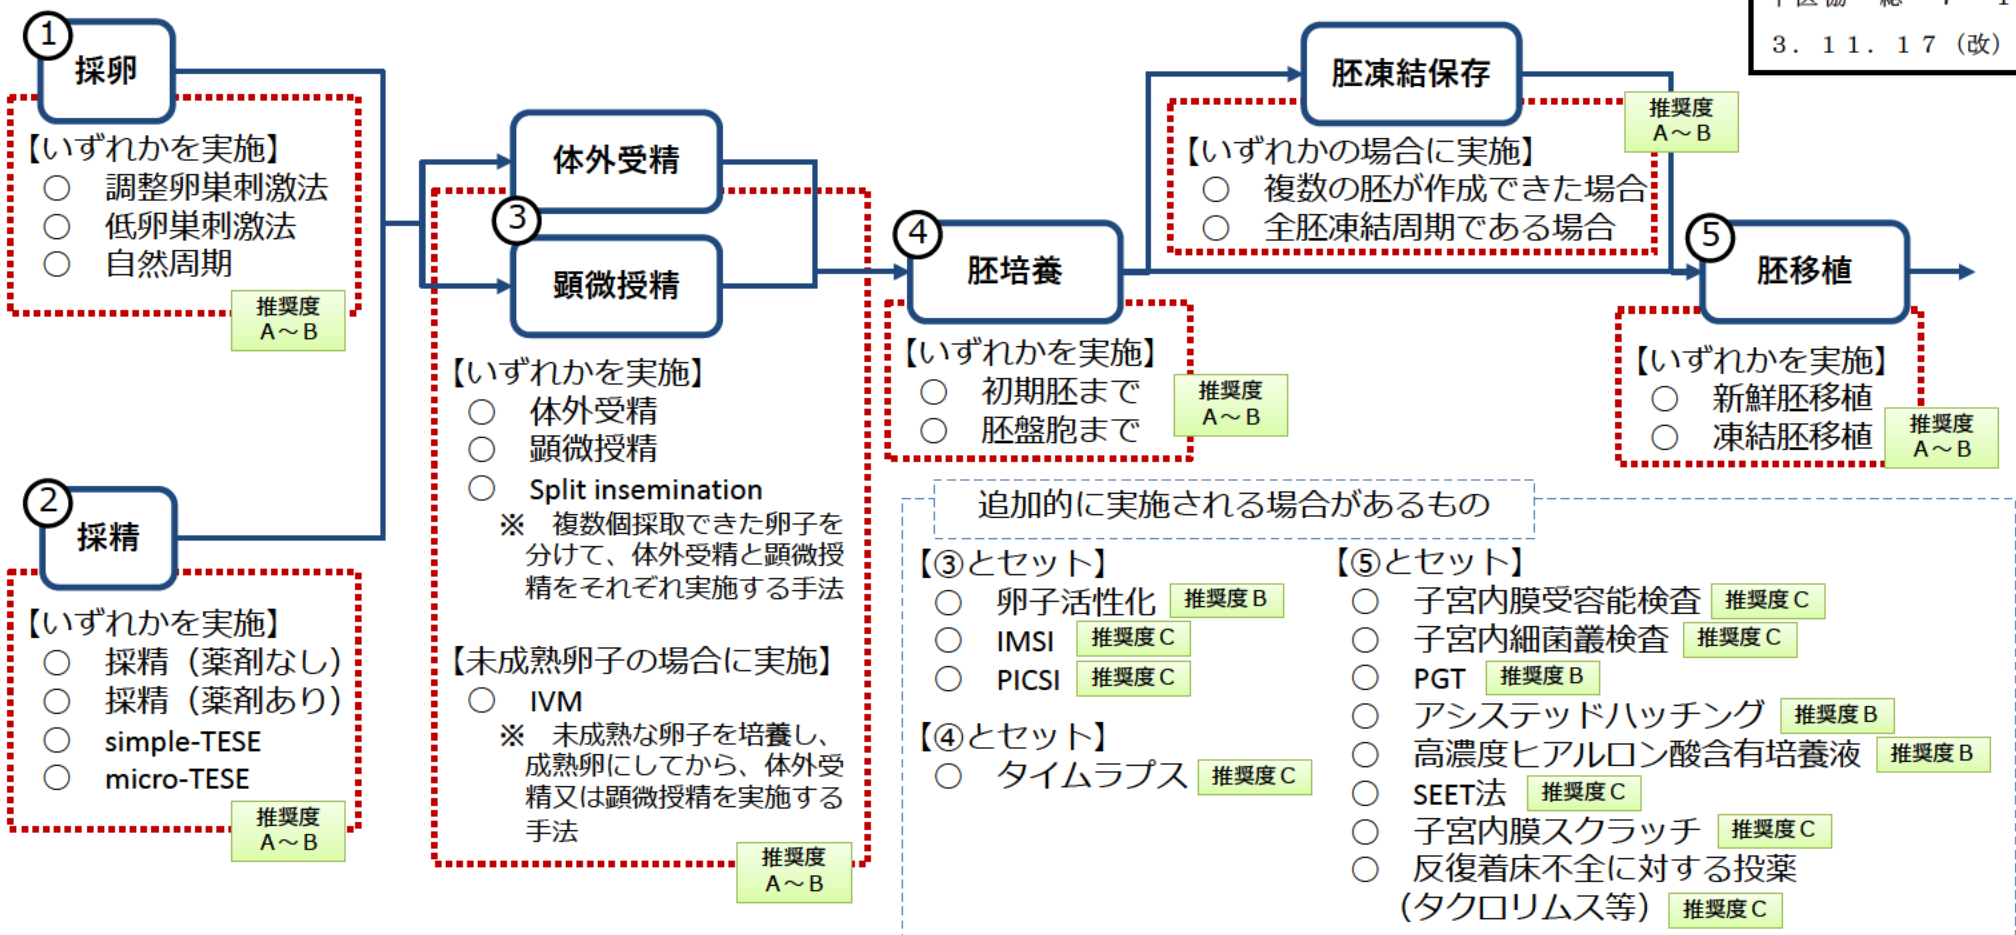 3．11．17（改）
①
採卵
【いずれかを実施】
○ 調整卵巣刺激法
○ 低卵巣刺激法
○ 自然周期
推奨度
A～B
②
採精
【いずれかを実施】
○ 採精（薬剤なし）
○ 採精（薬剤あり）
○ simple-TESE
○ micro-TESE
推奨度
A～B
体外受精
③
顕微授精
【いずれかを実施】
○ 体外受精
○ 顕微授精
○ Split insemination
※ 複数個採取できた卵子を
分けて、体外受精と顕微授
精をそれぞれ実施する手法
【未成熟卵子の場合に実施】
○ IVM
※ 未成熟な卵子を培養し、
成熟卵にしてから、体外受
精又は顕微授精を実施する
手法
推奨度
A～B
④
胚培養
【いずれかを実施】
○ 初期胚まで
○ 胚盤胞まで
推奨度
A～B
胚凍結保存
推奨度
A～B
【いずれかの場合に実施】
○ 複数の胚が作成できた場合
○ 全胚凍結周期である場合
⑤
胚移植
【いずれかを実施】
○ 新鮮胚移植
○ 凍結胚移植
推奨度
A～B
追加的に実施される場合があるもの
【③とセット】
○ 卵子活性化 推奨度B
○ IMSI 推奨度C
○ PICSI 推奨度C
【④とセット】
○ タイムラプス 推奨度C
【⑤とセット】
○ 子宮内膜受容能検査 推奨度C
○ 子宮内細菌叢検査 推奨度C
○ PGT 推奨度B
○ アシステッドハッチング 推奨度B
○ 高濃度ヒアルロン酸含有培養液 推奨度B
○ SEET法 推奨度C
○ 子宮内膜スクラッチ 推奨度C
○ 反復着床不全に対する投薬
（タクロリムス等） 推奨度C